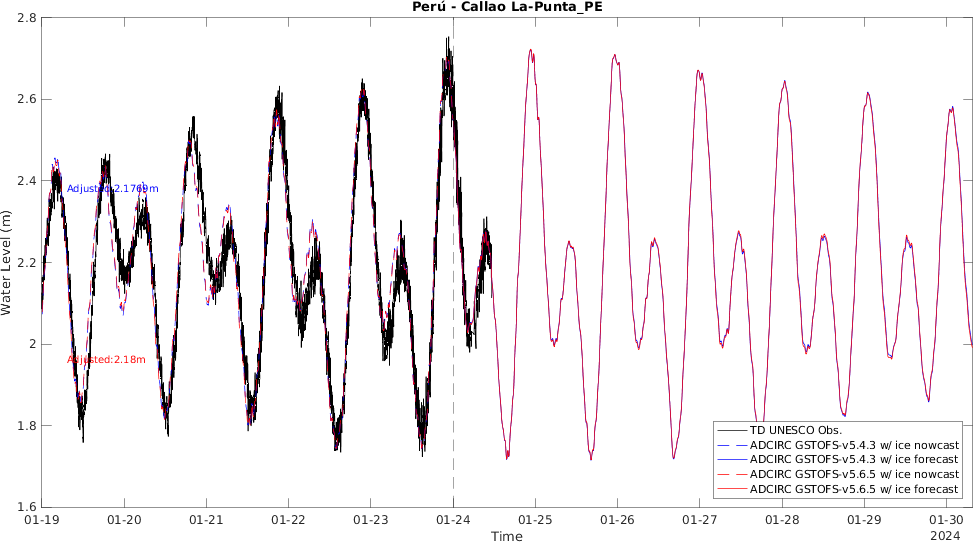 Perú - Callao La-Punta_PE
2.8
2.6
2.4
2.2
2
1.8
1.6
Water Level (m)
Adjusted:2.1769m
Adjusted:2.18m
TD UNESCO Obs.
ADCIRC GSTOFS-v5.4.3 w/ ice nowcast
ADCIRC GSTOFS-v5.4.3 w/ ice forecast
ADCIRC GSTOFS-v5.6.5 w/ ice nowcast
ADCIRC GSTOFS-v5.6.5 w/ ice forecast
01-19 01-20 01-21 01-22 01-23 01-24 01-25 01-26 01-27 01-28 01-29 01-30
Time
2024